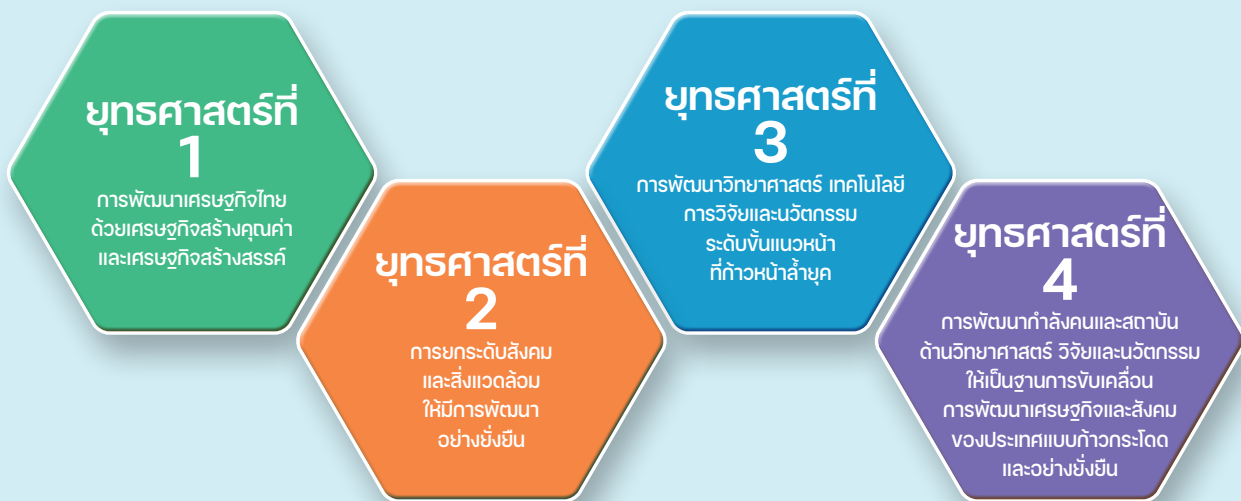 ยุทธศาสตร์ที่
1
การพัฒนาเศรษฐกิจไทย
ด้วยเศรษฐกิจสร้างคุณค่า
และเศรษฐกิจสร้างสรรค์
ยุทธศาสตร์ที่
2
การยกระดับสังคม
และสิ่งแวดล้อม
ให้มีการพัฒนา
อย่างยั่งยืน
ยุทธศาสตร์ที่
3
การพัฒนาวิทยาศาสตร์ เทคโนโลยี
การวิจัยและนวัตกรรม
ระดับขั้นแนวหน้า
ที่ก้าวหน้าล้ำยุค
ยุทธศาสตร์ที่
4
การพัฒนากำลังคนและสถาบัน
ด้านวิทยาศาสตร์ วิจัยและนวัตกรรม
ให้เป็นฐานการขับเคลื่อน
การพัฒนาเศรษฐกิจและสังคม
ของประเทศแบบก้าวกระโดด
และอย่างยั่งยืน